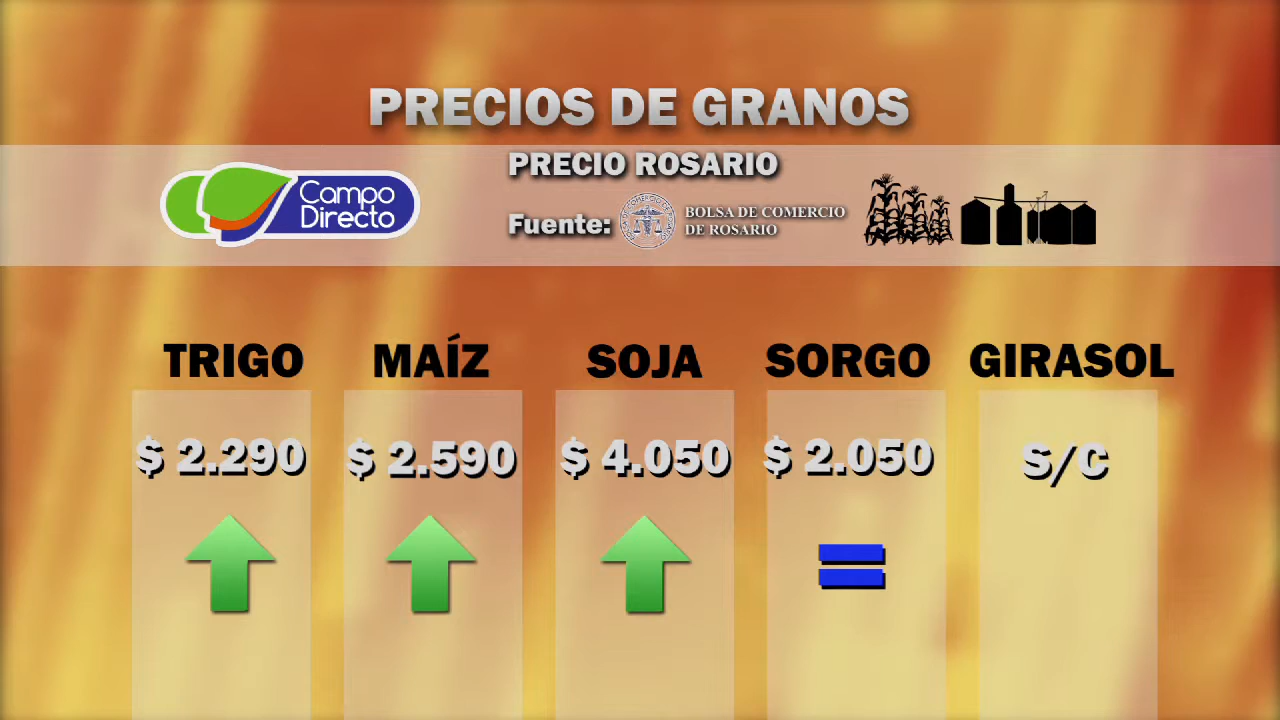 PRECIOS DE GRANOS
PRECIO ROSARIO
Campo
Directo
Fuente:
BOLSA DE COMERCIO
DE ROSARIO
TRIGO MAÍZ SOJA SORGO GIRASOL
$ 2.290 $ 2.590 $ 4.050 $ 2.050 S/C